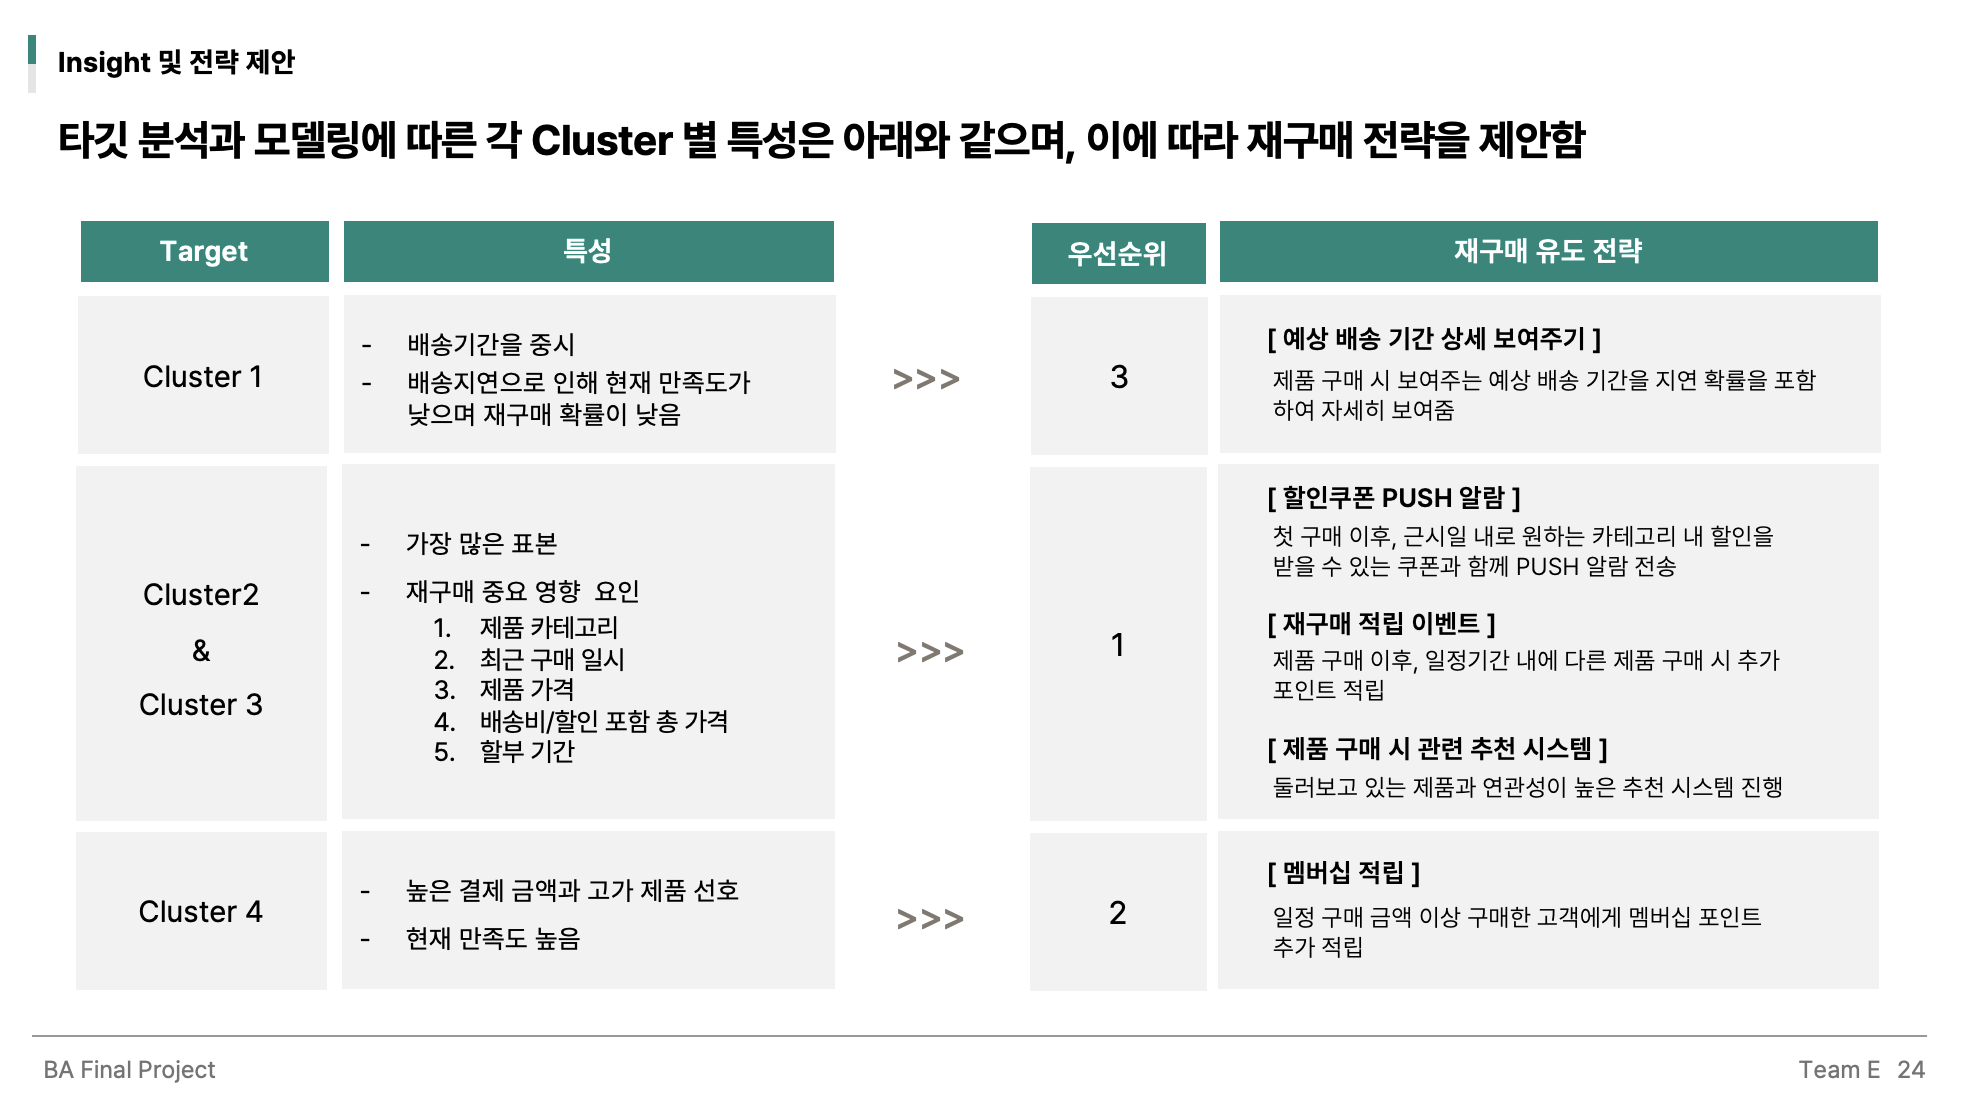 Insight 및 전략 제안
타깃 분석과 모델링에 따른 각 Cluster 별 특성은 아래와 같으며, 이에 따라 재구매 전략을 제안함
Target
특성
우선순위
재구매 유도 전략
Cluster 1
- 배송기간을 중시
- 배송지연으로 인해 현재 만족도가
낮으며 재구매 확률이 낮음
>>>
3
[ 예상 배송 기간 상세 보여주기 ]
제품 구매 시 보여주는 예상 배송 기간을 지연 확률을 포함
하여 자세히 보여줌
Cluster2
&
Cluster 3
- 가장 많은 표본
- 재구매 중요 영향 요인
1. 제품 카테고리
2. 최근 구매 일시
3. 제품 가격
4. 배송비/할인 포함 총 가격
5. 할부 기간
>>>
1
[ 할인쿠폰 PUSH 알람 ]
첫 구매 이후, 근시일 내로 원하는 카테고리 내 할인을
받을 수 있는 쿠폰과 함께 PUSH 알람 전송
[ 재구매 적립 이벤트 ]
제품 구매 이후, 일정기간 내에 다른 제품 구매 시 추가
포인트 적립
[ 제품 구매 시 관련 추천 시스템 ]
둘러보고 있는 제품과 연관성이 높은 추천 시스템 진행
Cluster 4
- 높은 결제 금액과 고가 제품 선호
- 현재 만족도 높음
>>>
2
[ 멤버십 적립 ]
일정 구매 금액 이상 구매한 고객에게 멤버십 포인트
추가 적립
BA Final Project
Team E 24